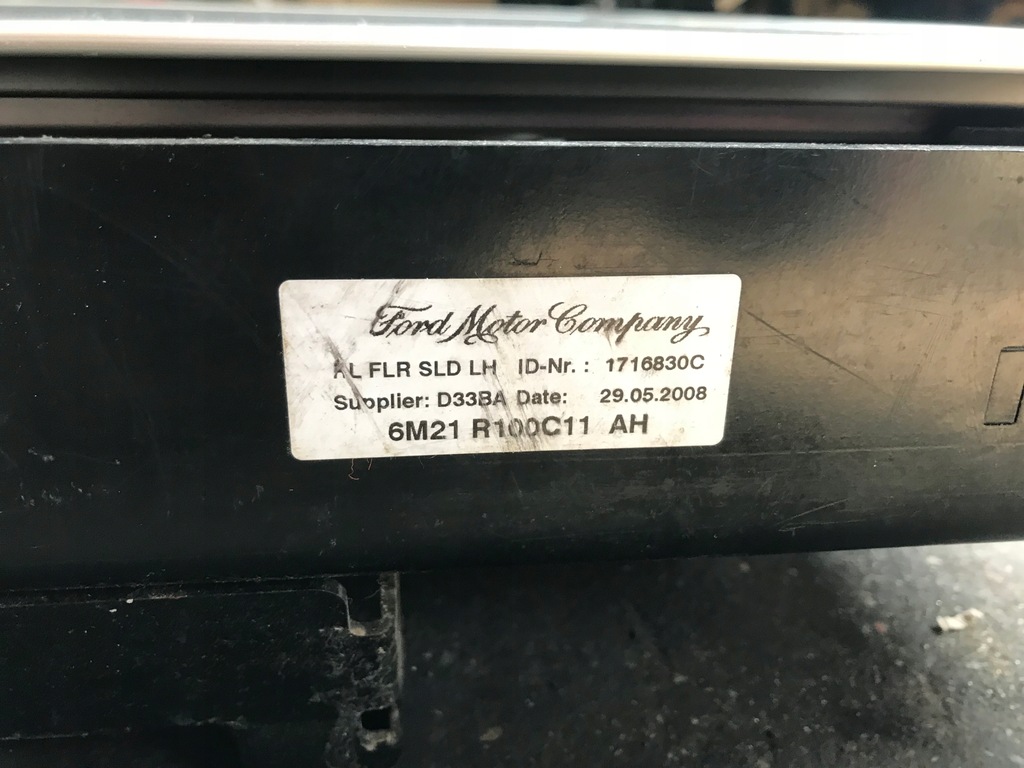 Ford Motor Company
FLR SLD LH ID-Nr.: 1716830C
Supplier: D33BA Date: 29.05.2008
6M21 R100C11 AH